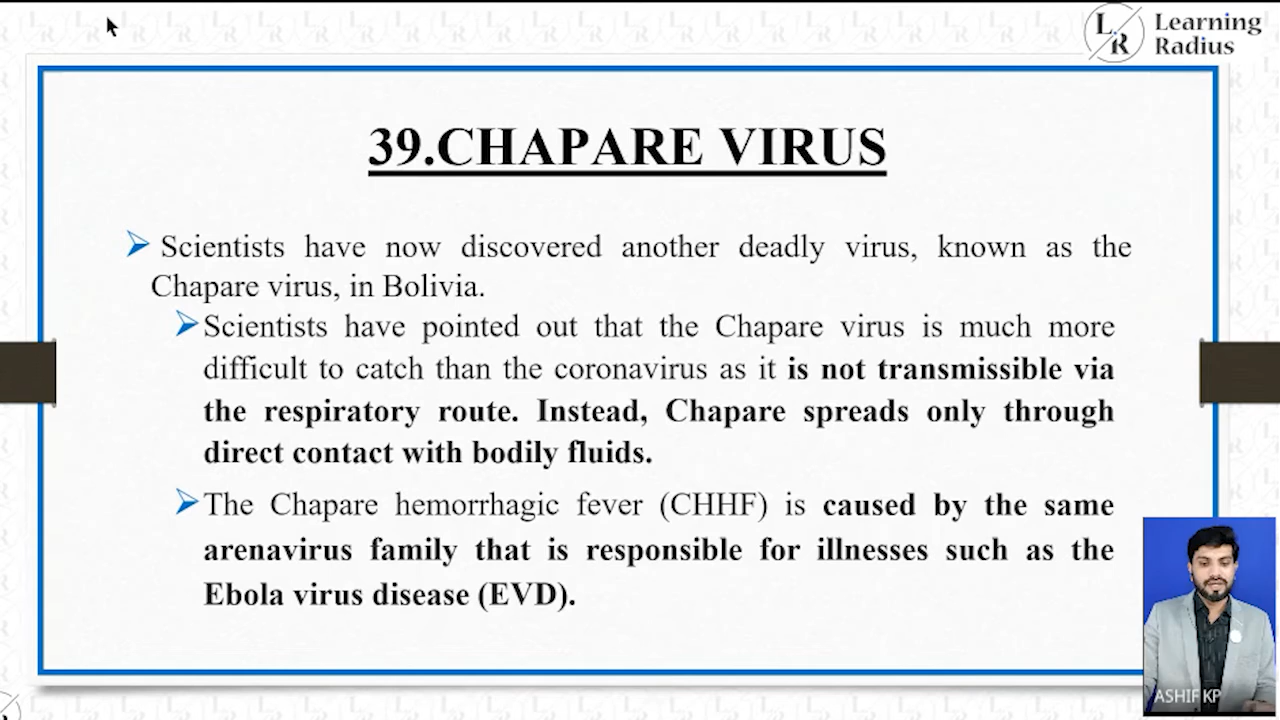 L.R
Learning
Radius
39.CHAPARE VIRUS
Scientists have now discovered another deadly virus, known as the
Chapare virus, in Bolivia.
Scientists have pointed out that the Chapare virus is much more
difficult to catch than the coronavirus as it is not transmissible via
the respiratory route. Instead, Chapare spreads only through
direct contact with bodily fluids.
The Chapare hemorrhagic fever (CHHF) is caused by the same
arenavirus family that is responsible for illnesses such as the
Ebola virus disease (EVD).
ASHIF KP